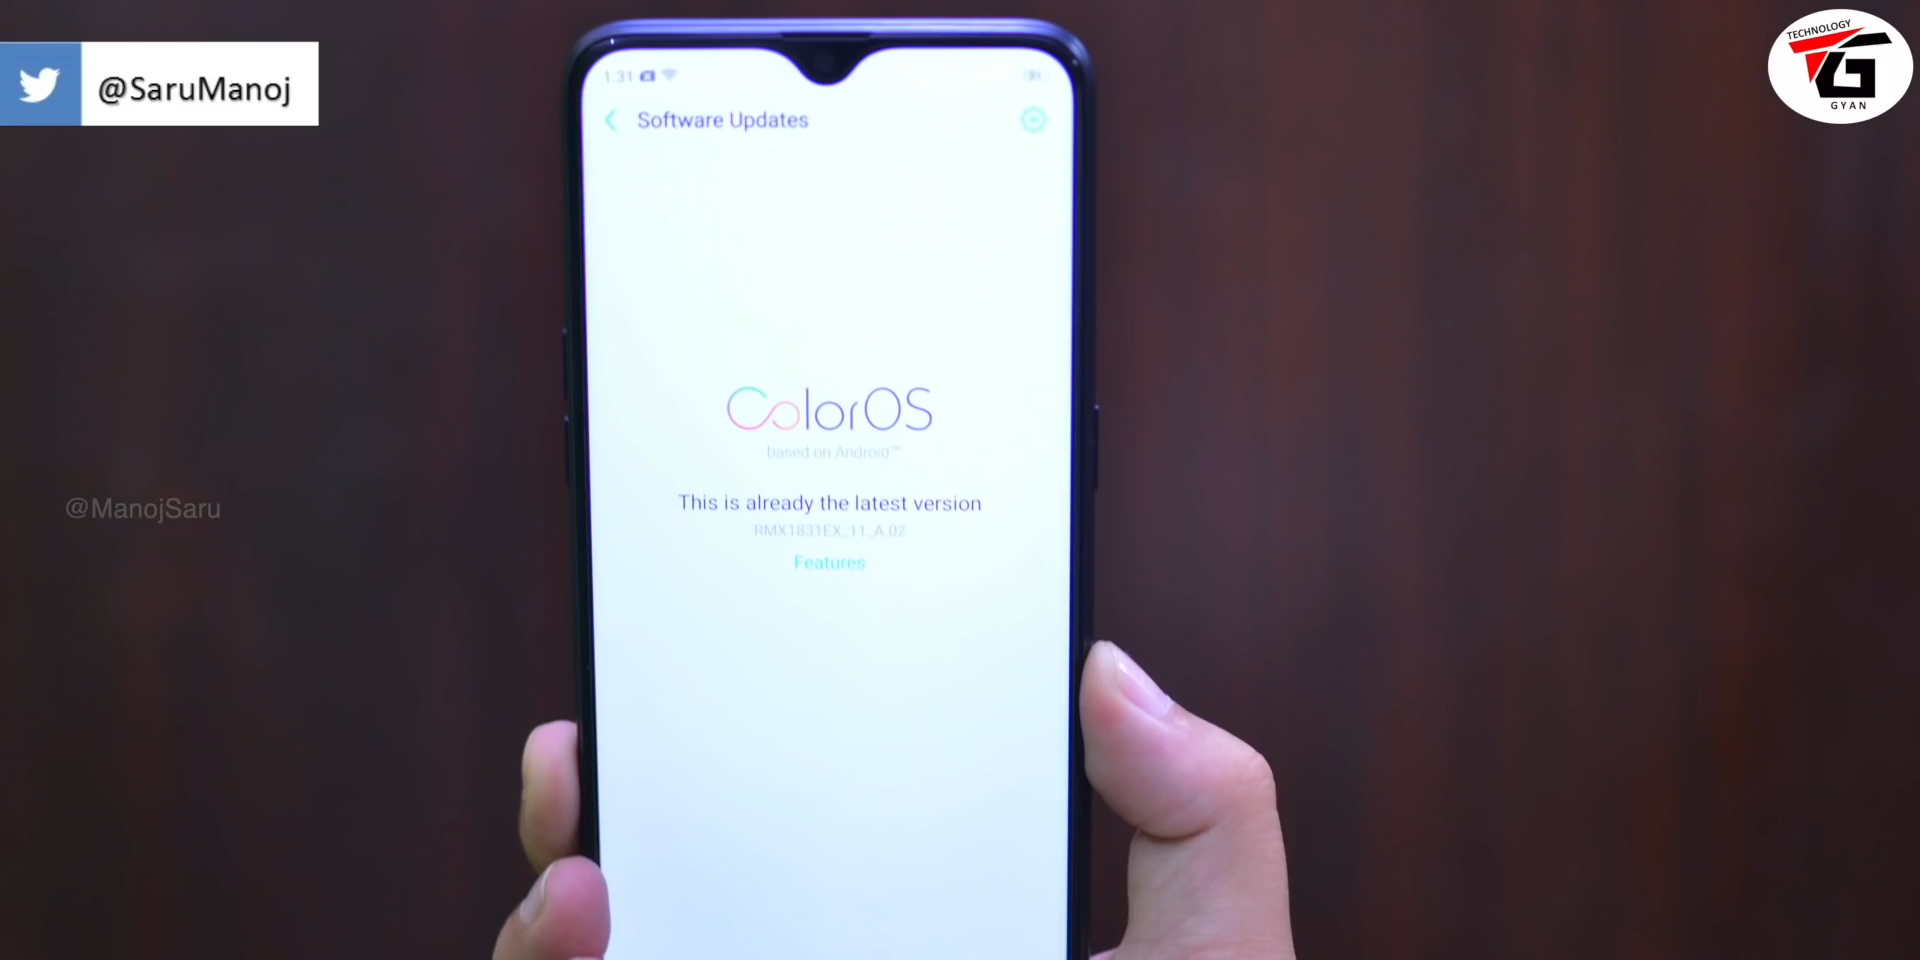 @SaruManoj
TECHNOLOGY
TG
GYAN
1:31
Software Updates
ColorOS
based on Android™
This is already the latest version
RMX1831EX_11_A.02
Features
@ManojSaru